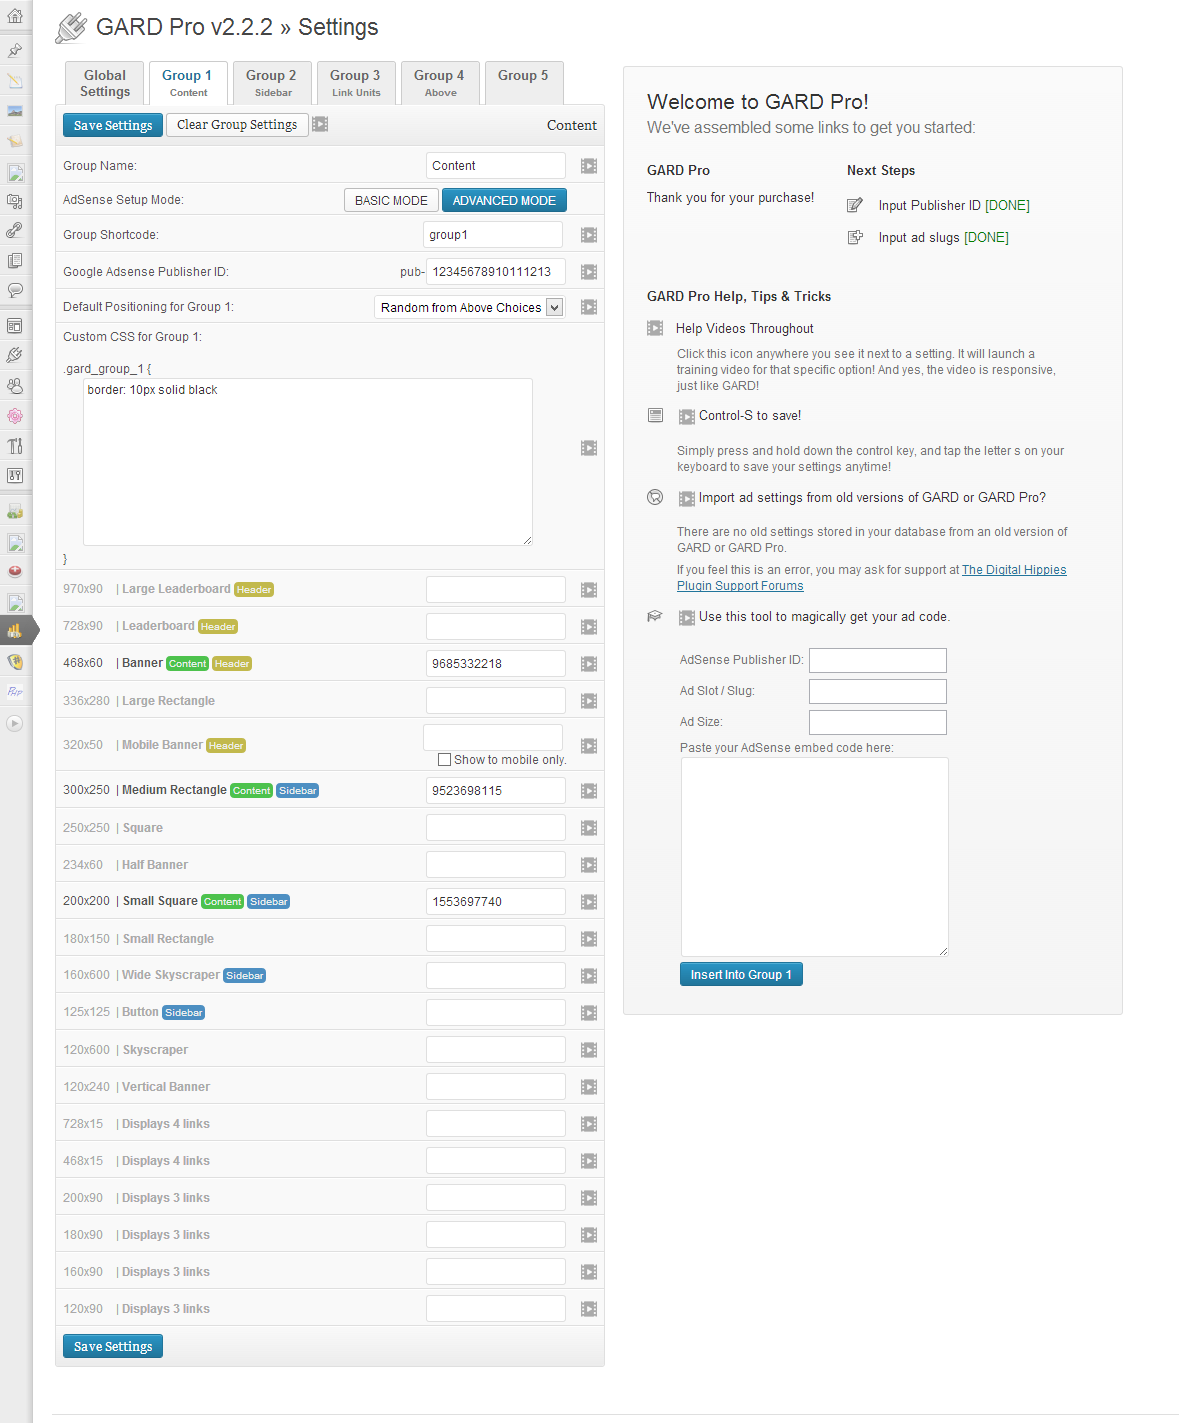 GARD Pro v2.2.2 » Settings
Global Settings
Group 1
Content
Group 2
Sidebar
Group 3
Link Units
Group 4
Above
Group 5
Save Settings
Clear Group Settings
Content
Group Name:
Content
AdSense Setup Mode:
BASIC MODE
ADVANCED MODE
Group Shortcode:
group1
Google Adsense Publisher ID:
pub- 12345678910111213
Default Positioning for Group 1:
Random from Above Choices
Custom CSS for Group 1:
.gard_group_1 {
border: 10px solid black
}
970x90 | Large Leaderboard Header
728x90 | Leaderboard Header
468x60 | Banner Content Header 9685332218
336x280 | Large Rectangle
320x50 | Mobile Banner Header
Show to mobile only.
300x250 | Medium Rectangle Content Sidebar 9523698115
250x250 | Square
234x60 | Half Banner
200x200 | Small Square Content Sidebar 1553697740
180x150 | Small Rectangle
160x600 | Wide Skyscraper Sidebar
125x125 | Button Sidebar
120x600 | Skyscraper
120x240 | Vertical Banner
728x15 | Displays 4 links
468x15 | Displays 4 links
200x90 | Displays 3 links
180x90 | Displays 3 links
160x90 | Displays 3 links
120x90 | Displays 3 links
Save Settings
Welcome to GARD Pro!
We've assembled some links to get you started:
GARD Pro
Thank you for your purchase!
Next Steps
Input Publisher ID [DONE]
Input ad slugs [DONE]
GARD Pro Help, Tips & Tricks
Help Videos Throughout
Click this icon anywhere you see it next to a setting. It will launch a
training video for that specific option! And yes, the video is responsive,
just like GARD!
Control-S to save!
Simply press and hold down the control key, and tap the letter s on your
keyboard to save your settings anytime!
Import ad settings from old versions of GARD or GARD Pro?
There are no old settings stored in your database from an old version of
GARD or GARD Pro.
If you feel this is an error, you may ask for support at The Digital Hippies
Plugin Support Forums
Use this tool to magically get your ad code.
AdSense Publisher ID:
Ad Slot / Slug:
Ad Size:
Paste your AdSense embed code here:
Insert Into Group 1